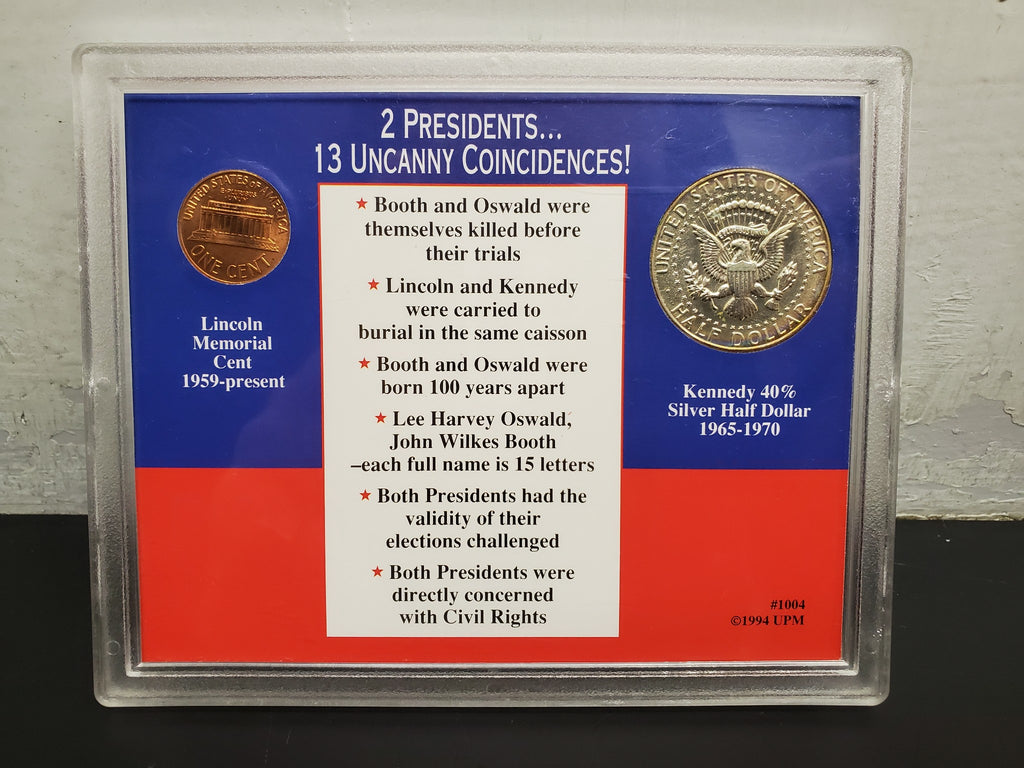 2 PRESIDENTS...
13 UNCANNY COINCIDENCES!
UNITED STATES OF AMERICA
E·PLURIBUS
UNUM
ONE CENT
Lincoln
Memorial
Cent
1959-present
★ Booth and Oswald were
themselves killed before
their trials
★ Lincoln and Kennedy
were carried to
burial in the same caisson
★ Booth and Oswald were
born 100 years apart
★ Lee Harvey Oswald,
John Wilkes Booth
–each full name is 15 letters
★ Both Presidents had the
validity of their
elections challenged
★ Both Presidents were
directly concerned
with Civil Rights
UNITED STATES OF AMERICA
HALF DOLLAR
Kennedy 40%
Silver Half Dollar
1965-1970
#1004
©1994 UPM